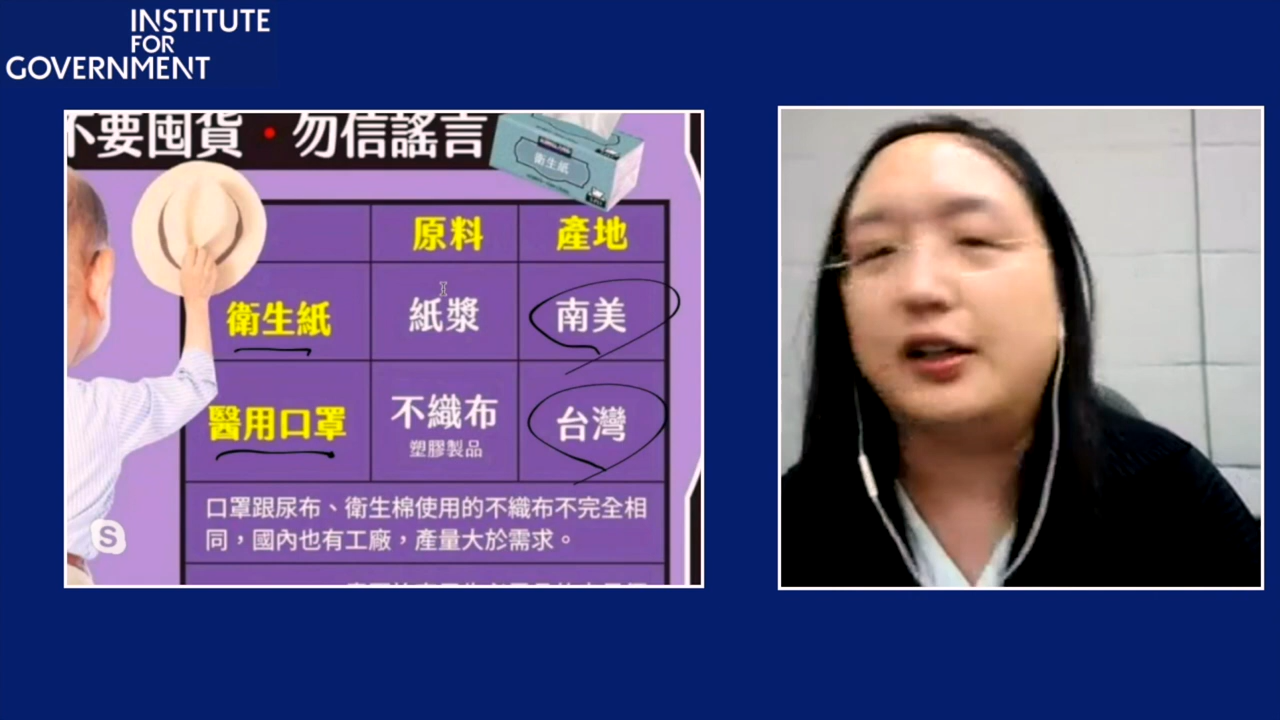 INSTITUTE
FOR
GOVERNMENT
不要囤貨・勿信謠言
衛生紙
原料 產地
衛生紙 紙漿 南美
醫用口罩 不織布 台灣
塑膠製品
口罩跟尿布、衛生棉使用的不織布不完全相
同，國內也有工廠，產量大於需求。
S